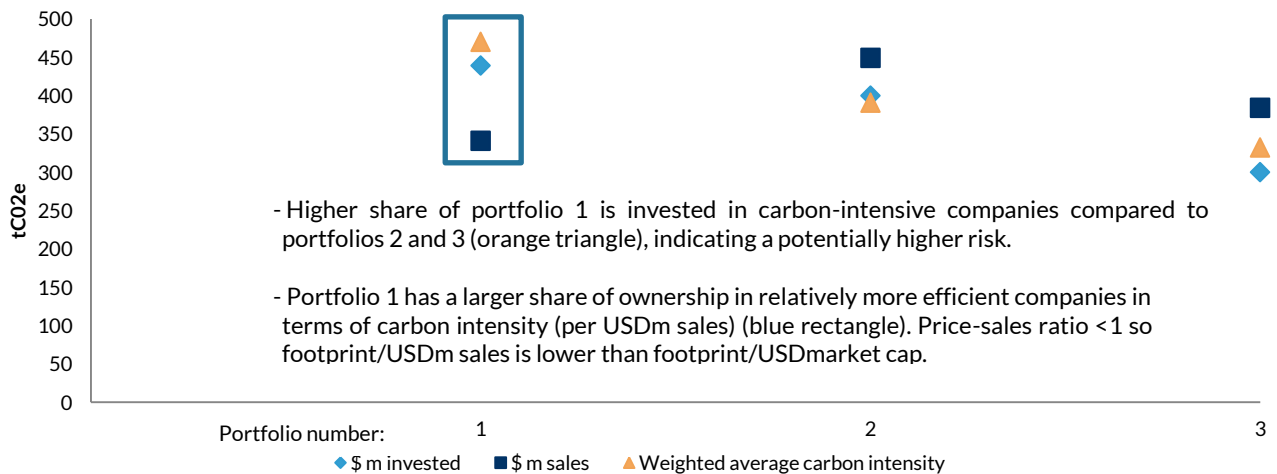 500
450
400
350
300
250
200
150
100
50
0
tC02e
- Higher share of portfolio 1 is invested in carbon-intensive companies compared to
portfolios 2 and 3 (orange triangle), indicating a potentially higher risk.
- Portfolio 1 has a larger share of ownership in relatively more efficient companies in
terms of carbon intensity (per USDm sales) (blue rectangle). Price-sales ratio <1 so
footprint/USDm sales is lower than footprint/USDmarket cap.
Portfolio number: 1 2 3
$ m invested $ m sales Weighted average carbon intensity